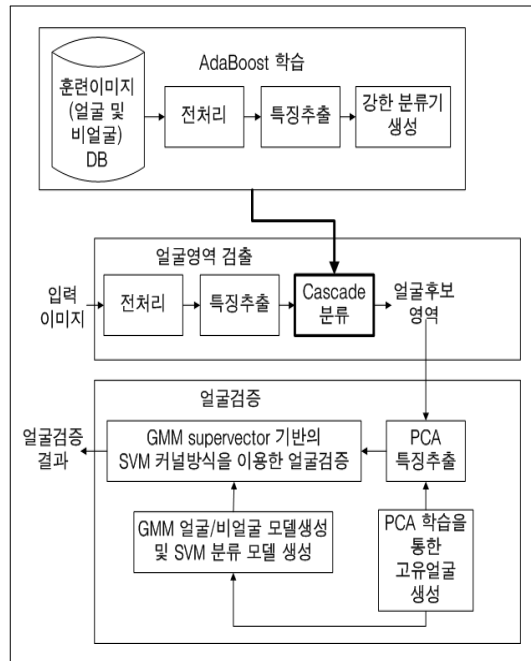 AdaBoost 학습
훈련이미지
(얼굴 및
비얼굴)
DB
전처리
특징추출
강한 분류기
생성
얼굴영역 검출
입력
이미지
전처리
특징추출
Cascade
분류
얼굴후보
영역
얼굴검증
얼굴검증
결과
GMM supervector 기반의
SVM 커널방식을 이용한 얼굴검증
PCA
특징추출
GMM 얼굴/비얼굴 모델생성
및 SVM 분류 모델 생성
PCA 학습을
통한
고유얼굴
생성